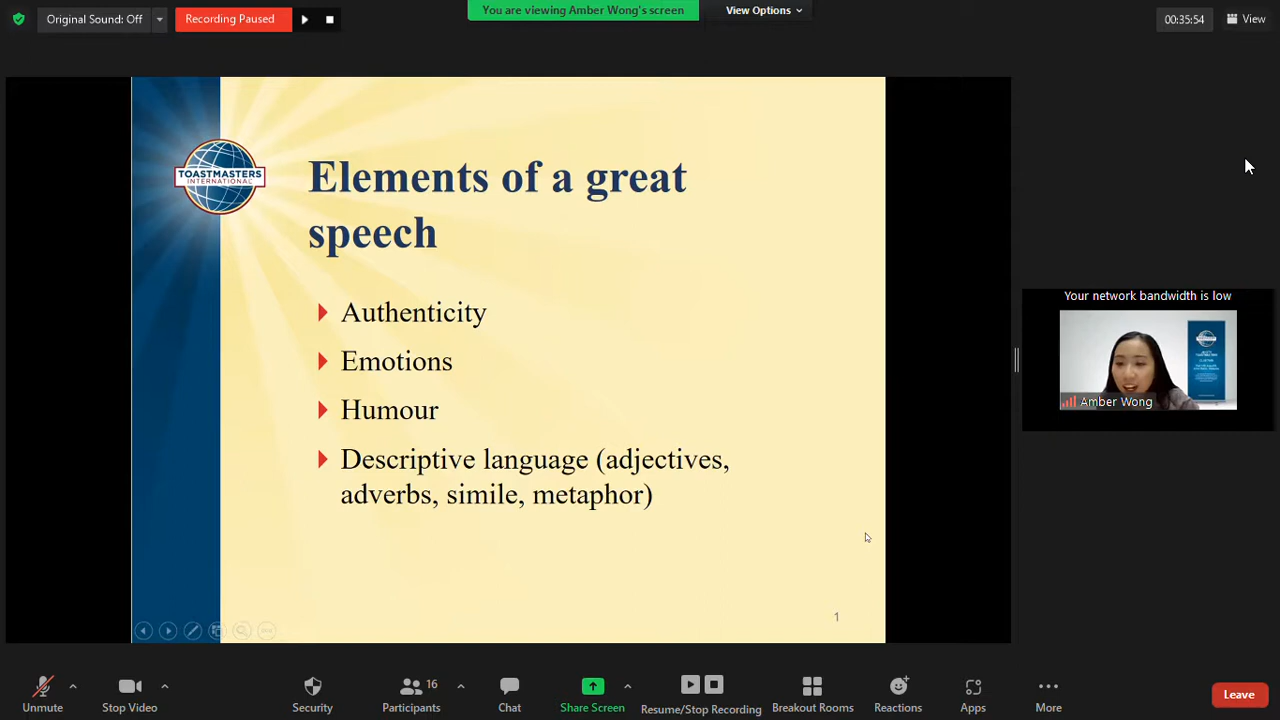 Original Sound: Off
Recording Paused
You are viewing Amber Wong's screen
View Options
00:35:54
View
TOASTMASTERS
INTERNATIONAL
Elements of a great
speech
Authenticity
Emotions
Humour
Descriptive language (adjectives,
adverbs, simile, metaphor)
1
Your network bandwidth is low
Amber Wong
Unmute
Stop Video
Security
16
Participants
Chat
Share Screen
Resume/Stop Recording
Breakout Rooms
Reactions
Apps
More
Leave